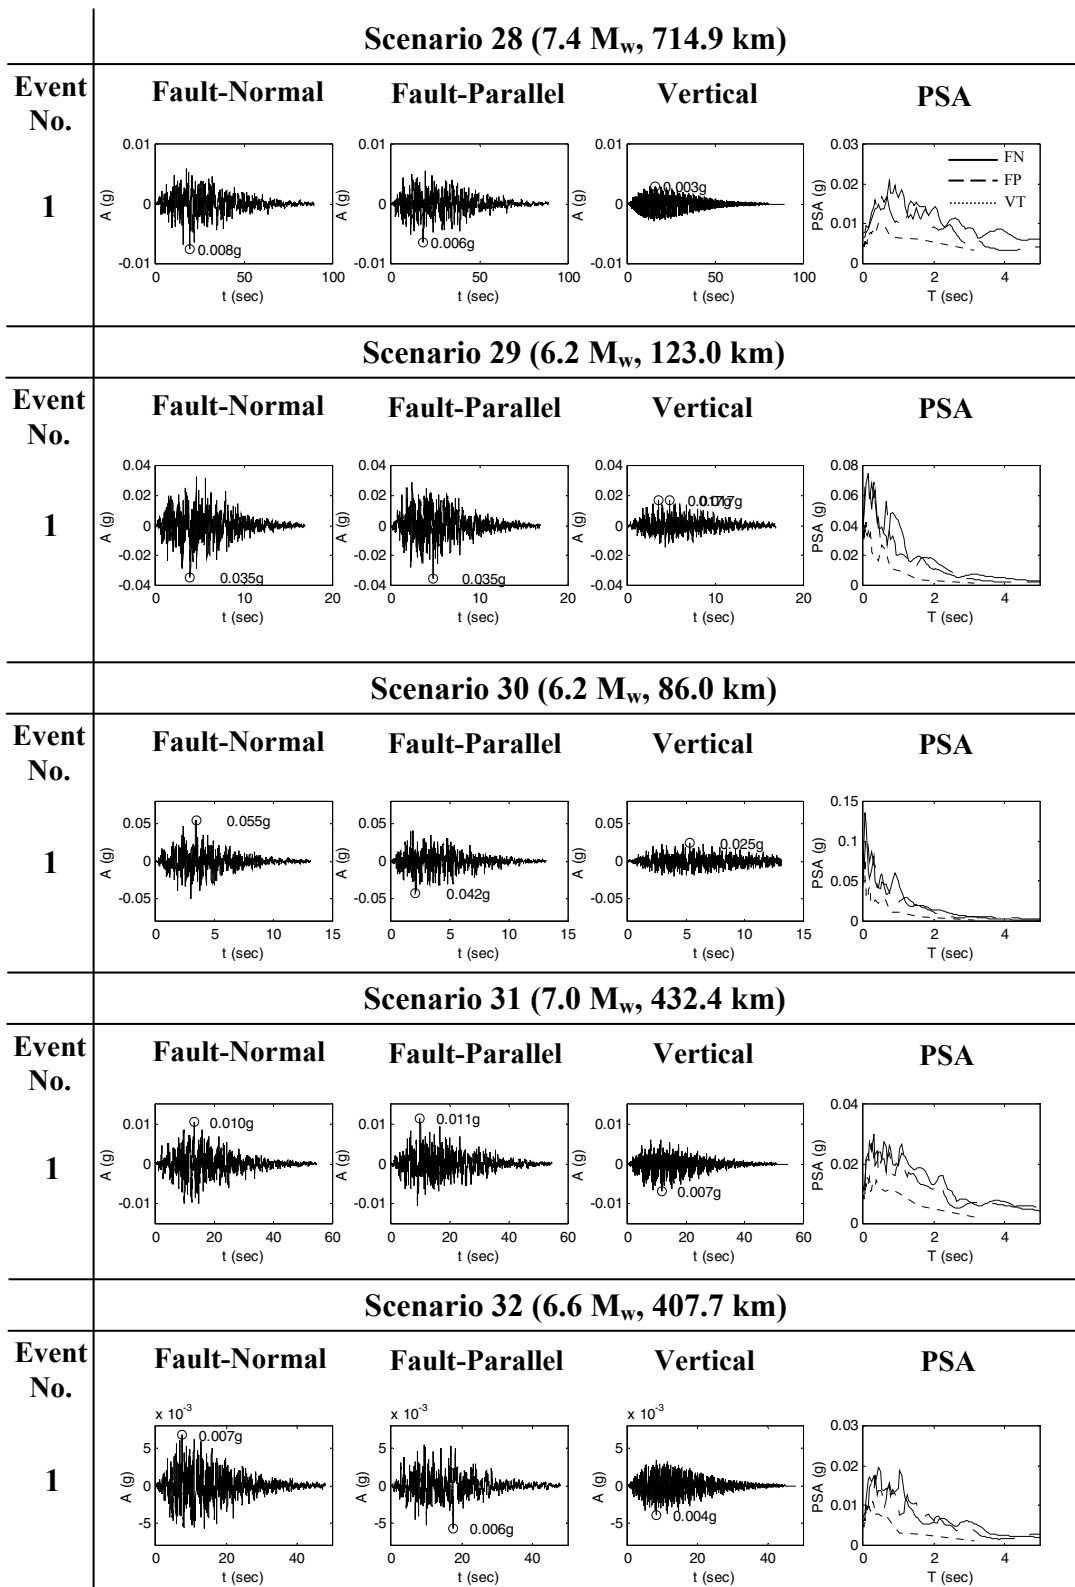 Scenario 28 (7.4 Mw, 714.9 km)
Event No.
Fault-Normal Fault-Parallel Vertical PSA
1
0.01 0 -0.01 A (g) 0.008g 0 50 100 t (sec)
0.01 0 -0.01 A (g) 0.006g 0 50 100 t (sec)
0.01 0 -0.01 A (g) 0.003g 0 50 100 t (sec)
0.03 0.02 0.01 0 PSA (g) FN FP VT 0 2 4 T (sec)
Scenario 29 (6.2 Mw, 123.0 km)
Event No.
Fault-Normal Fault-Parallel Vertical PSA
1
0.04 0.02 0 -0.02 -0.04 A (g) 0.035g 0 10 20 t (sec)
0.04 0.02 0 -0.02 -0.04 A (g) 0.035g 0 10 20 t (sec)
0.04 0.02 0 -0.02 -0.04 A (g) 0.017g 0 10 20 t (sec)
0.08 0.06 0.04 0.02 0 PSA (g) 0 2 4 T (sec)
Scenario 30 (6.2 Mw, 86.0 km)
Event No.
Fault-Normal Fault-Parallel Vertical PSA
1
0.05 0 -0.05 A (g) 0.055g 0 5 10 15 t (sec)
0.05 0 -0.05 A (g) 0.042g 0 5 10 15 t (sec)
0.05 0 -0.05 A (g) 0.025g 0 5 10 15 t (sec)
0.15 0.1 0.05 0 PSA (g) 0 2 4 T (sec)
Scenario 31 (7.0 Mw, 432.4 km)
Event No.
Fault-Normal Fault-Parallel Vertical PSA
1
0.01 0 -0.01 A (g) 0.010g 0 20 40 60 t (sec)
0.01 0 -0.01 A (g) 0.011g 0 20 40 60 t (sec)
0.01 0 -0.01 A (g) 0.007g 0 20 40 60 t (sec)
0.04 0.02 0 PSA (g) 0 2 4 T (sec)
Scenario 32 (6.6 Mw, 407.7 km)
Event No.
Fault-Normal Fault-Parallel Vertical PSA
1
x 10^-3 5 0 -5 A (g) 0.007g 0 20 40 t (sec)
x 10^-3 5 0 -5 A (g) 0.006g 0 20 40 t (sec)
x 10^-3 5 0 -5 A (g) 0.004g 0 20 40 t (sec)
0.03 0.02 0.01 0 PSA (g) 0 2 4 T (sec)